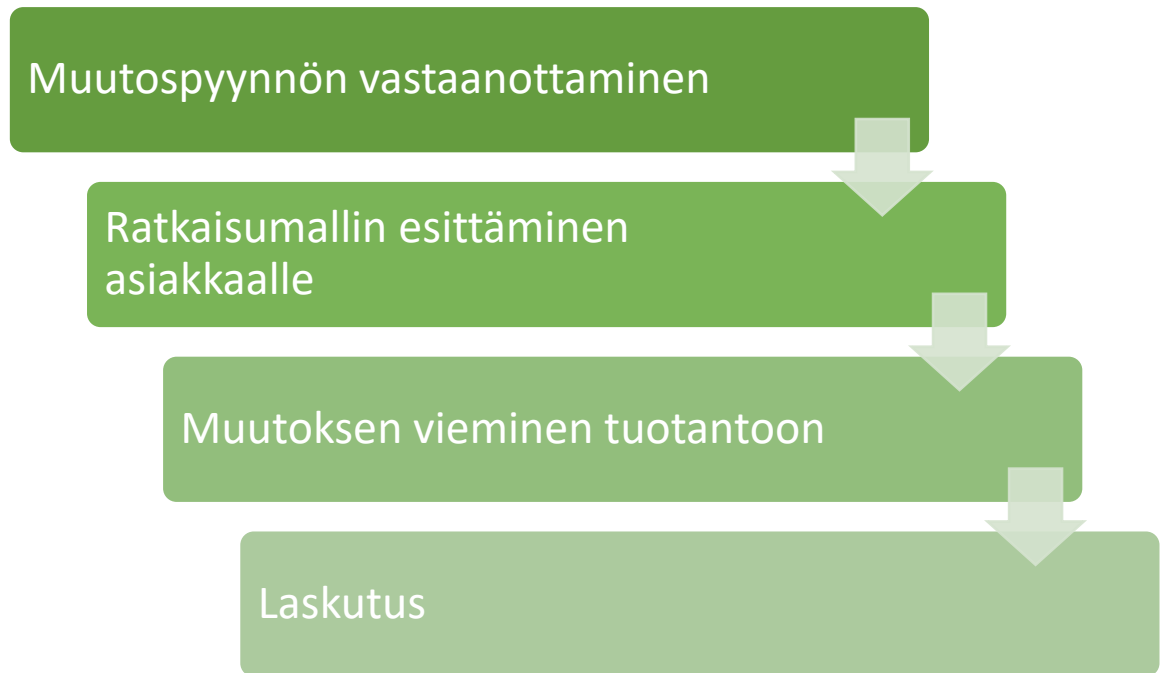 Muutospyynnön vastaanottaminen
Ratkaisumallin esittäminen
asiakkaalle
Muutoksen vieminen tuotantoon
Laskutus